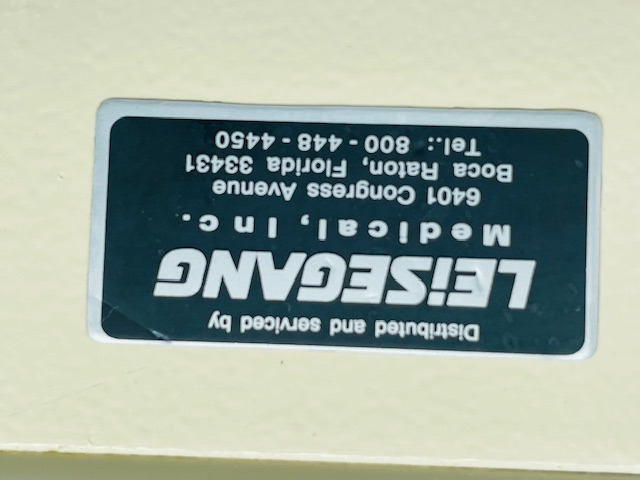 Distributed and serviced by
LEiSEGANG
Medical, Inc.
6401 Congress Avenue
Boca Raton, Florida 33431
Tel.: 800 - 448 - 4450